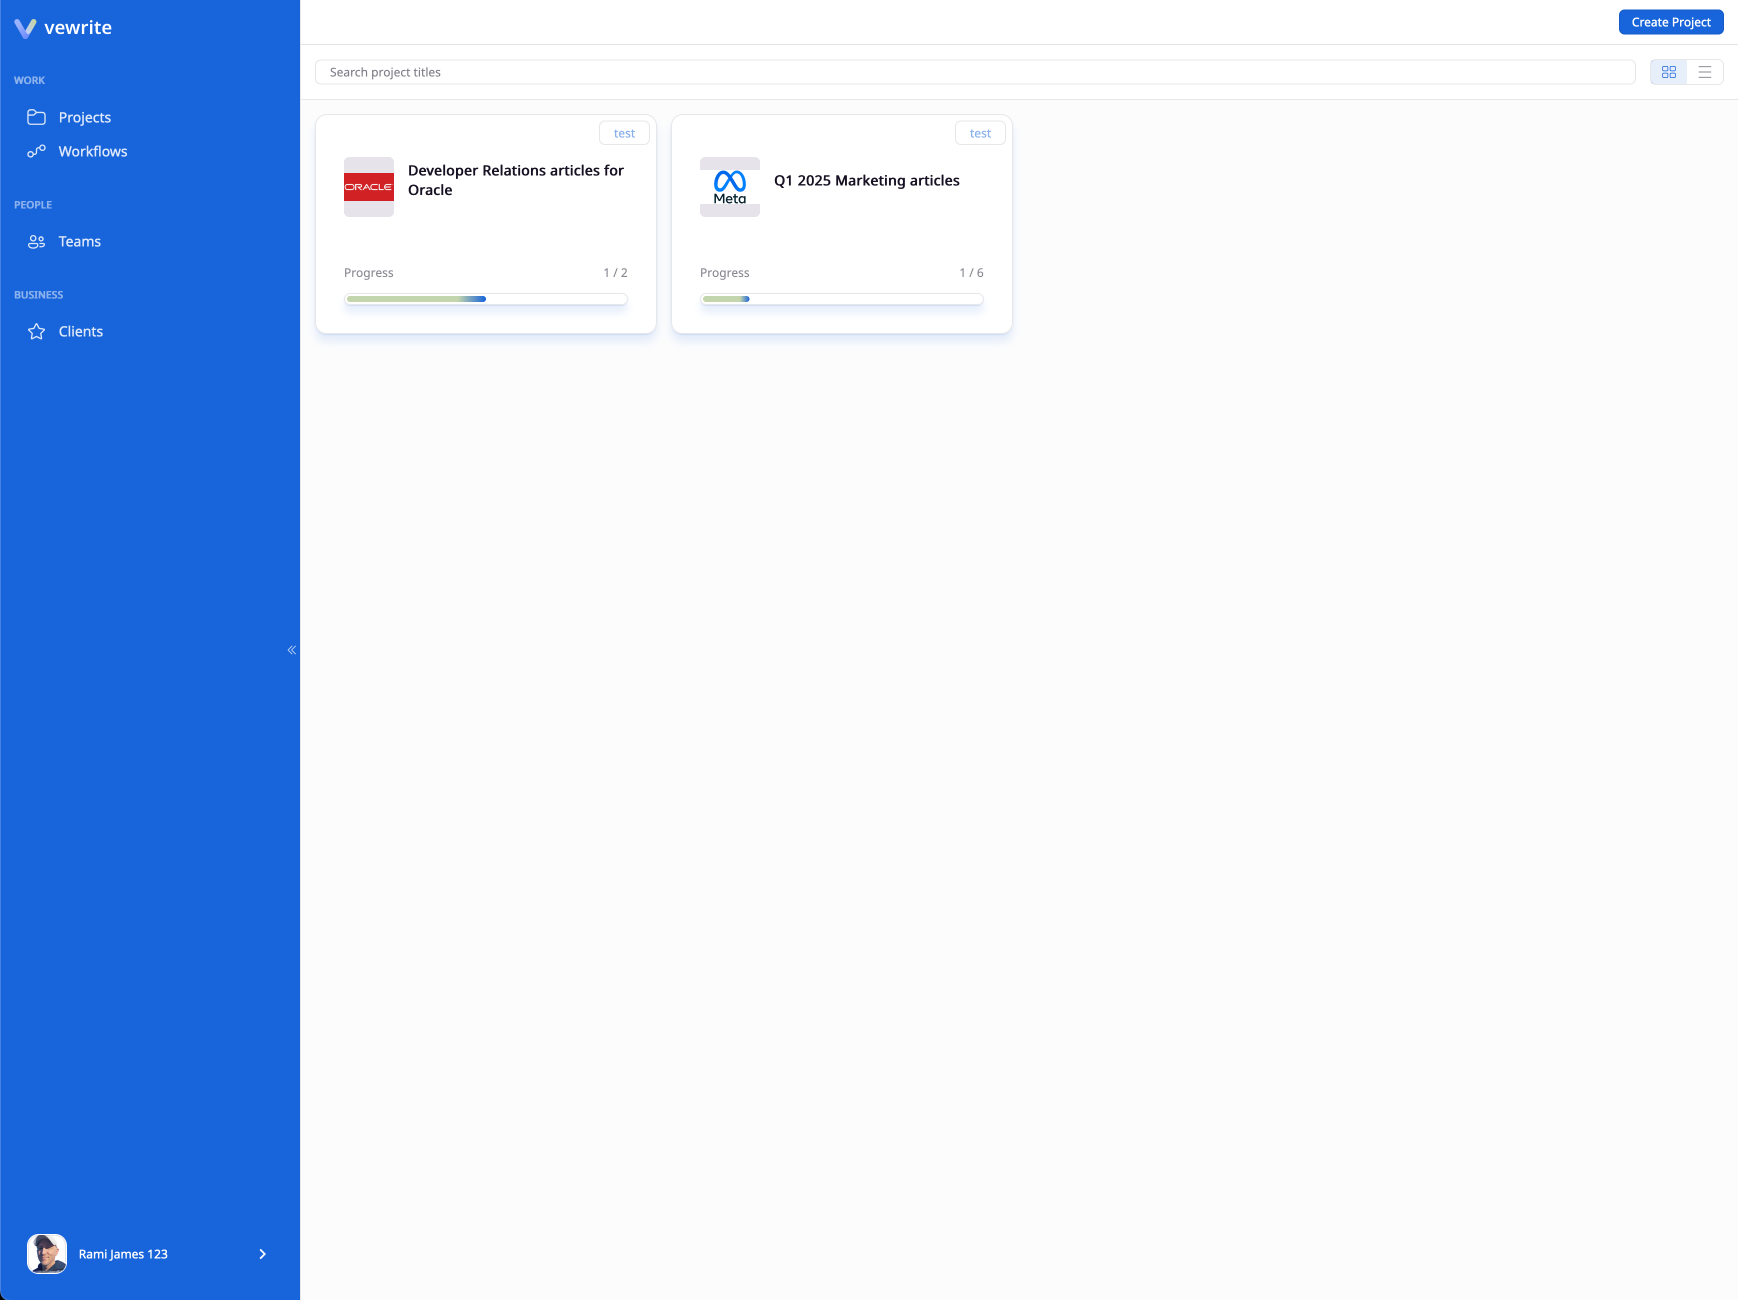 vewrite
WORK
Projects
Workflows
PEOPLE
Teams
BUSINESS
Clients
Rami James 123
Create Project
Search project titles
test
ORACLE
Developer Relations articles for
Oracle
Progress
1 / 2
test
Meta
Q1 2025 Marketing articles
Progress
1 / 6